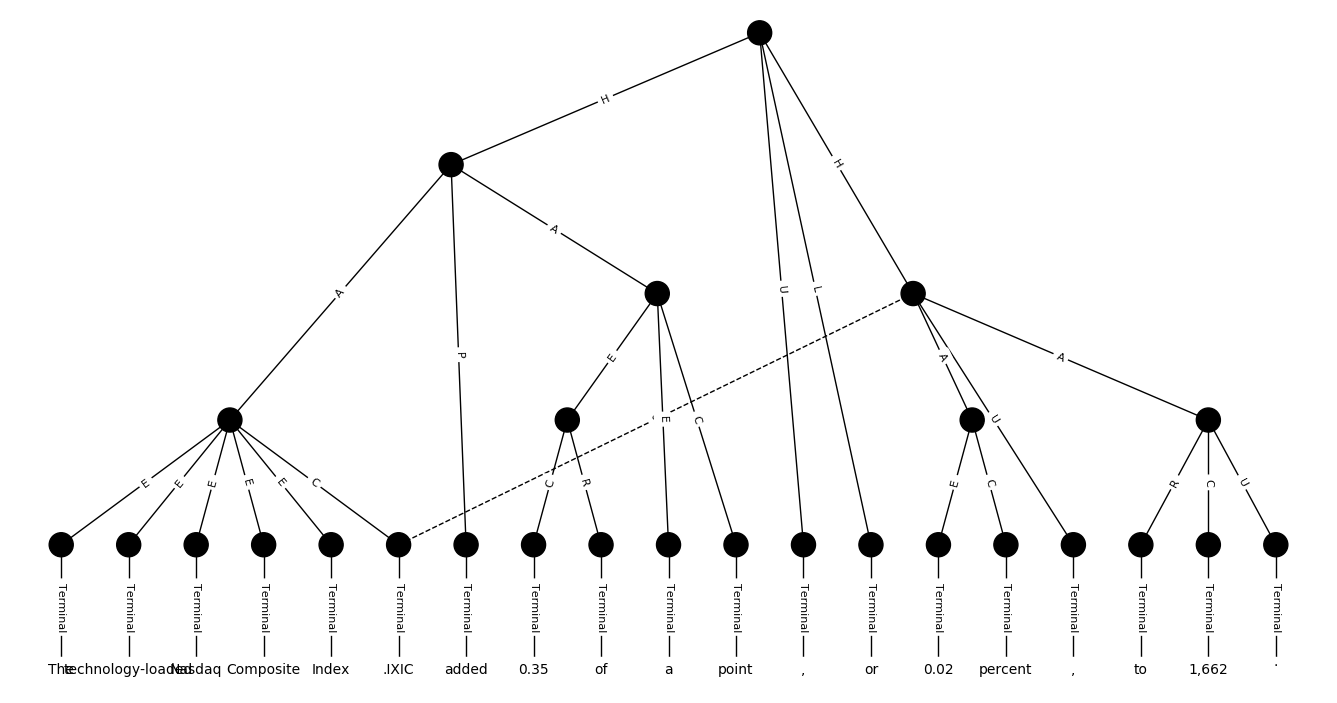 H
H
A
A
U
L
P
A
A
E
E
C
U
E
E
E
E
E
C
C
R
E
C
R
C
U
Terminal Terminal Terminal Terminal Terminal Terminal Terminal Terminal Terminal Terminal Terminal Terminal Terminal Terminal Terminal Terminal Terminal Terminal Terminal
The technology-loaded Nasdaq Composite Index .IXIC added 0.35 of a point , or 0.02 percent , to 1,662 .